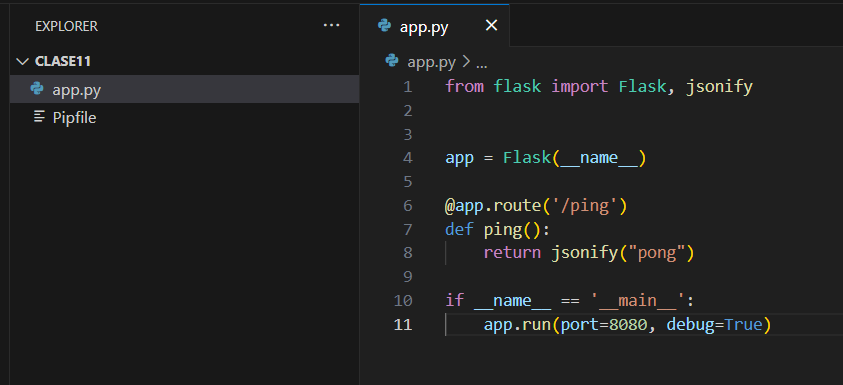 EXPLORER
CLASE11
app.py
Pipfile
app.py
app.py > ...
1 from flask import Flask, jsonify
2
3
4 app = Flask(__name__)
5
6 @app.route('/ping')
7 def ping():
8     return jsonify("pong")
9
10 if __name__ == '__main__':
11     app.run(port=8080, debug=True)